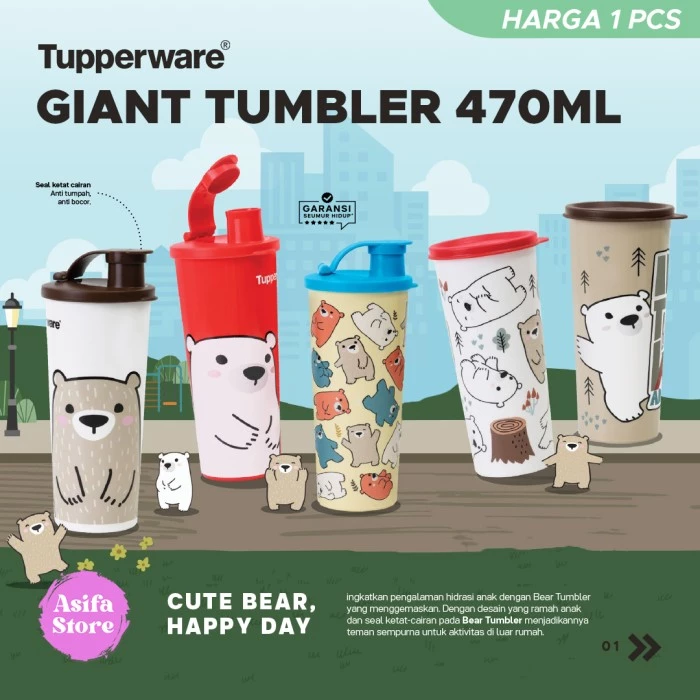 HARGA 1 PCS
Tupperware®
GIANT TUMBLER 470ML
Seal ketat cairan
Anti tumpah,
anti bocor.
GARANSI
SEUMUR HIDUP*
Tuppe
ware®
Asifa
Store
CUTE BEAR,
HAPPY DAY
ingkatkan pengalaman hidrasi anak dengan Bear Tumbler
yang menggemaskan. Dengan desain yang ramah anak
dan seal ketat-cairan pada Bear Tumbler menjadikannya
teman sempurna untuk aktivitas di luar rumah.
01